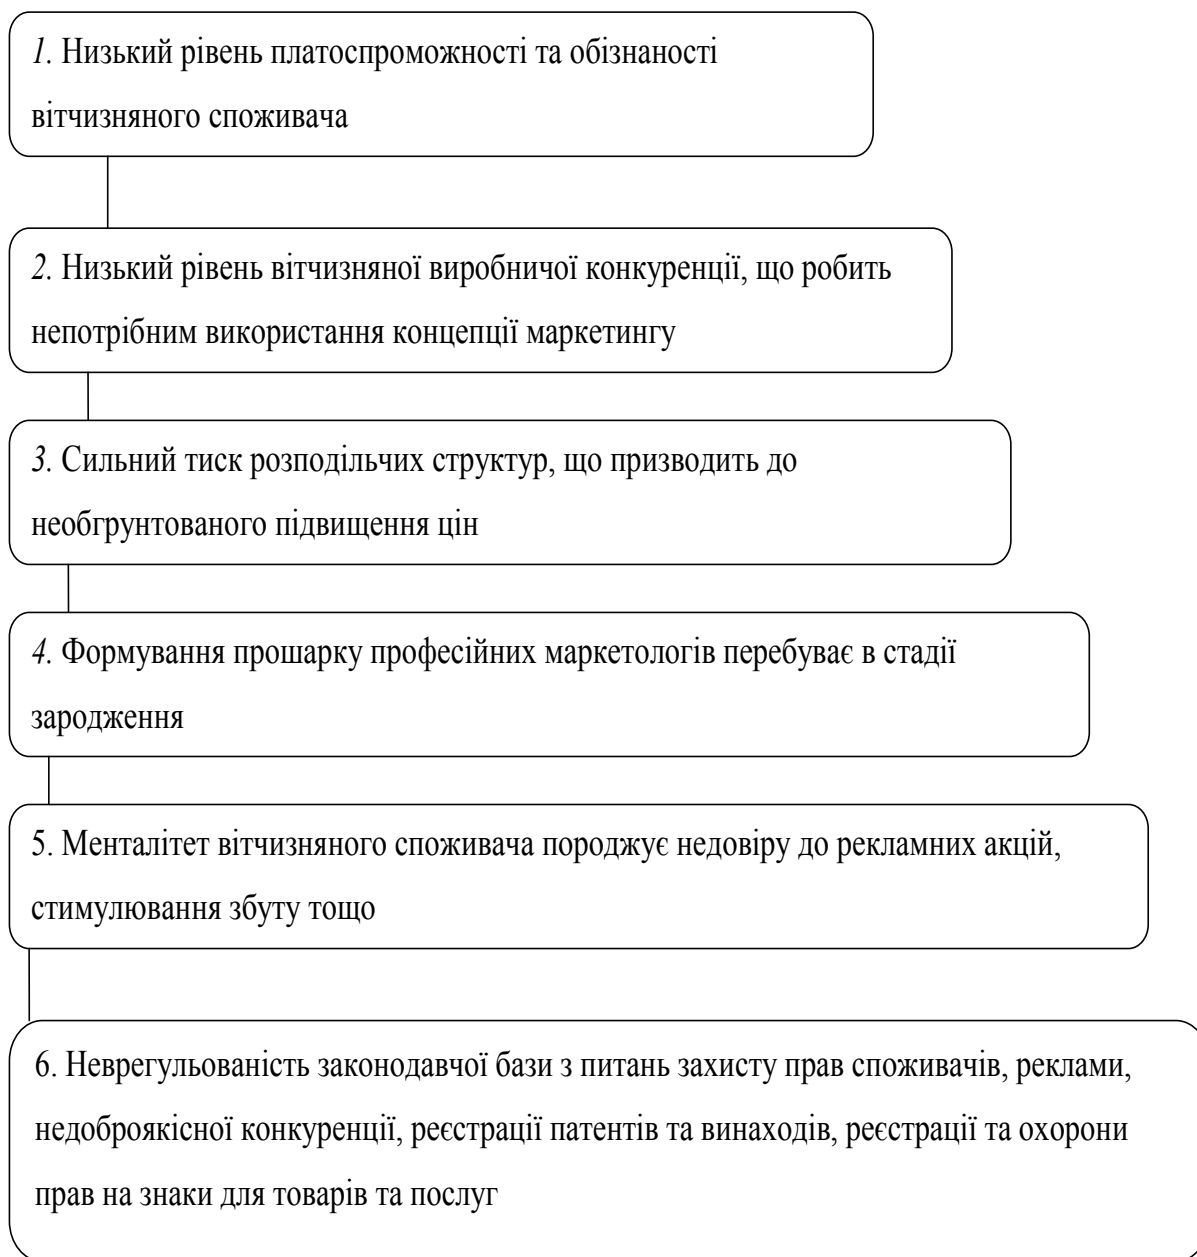 1. Низький рівень платоспроможності та обізнаності
вітчизняного споживача
2. Низький рівень вітчизняної виробничої конкуренції, що робить
непотрібним використання концепції маркетингу
3. Сильний тиск розподільчих структур, що призводить до
необгрунтованого підвищення цін
4. Формування прошарку професійних маркетологів перебуває в стадії
зародження
5. Менталітет вітчизняного споживача породжує недовіру до рекламних акцій,
стимулювання збуту тощо
6. Неврегульованість законодавчої бази з питань захисту прав споживачів, реклами,
недоброякісної конкуренції, реєстрації патентів та винаходів, реєстрації та охорони
прав на знаки для товарів та послуг